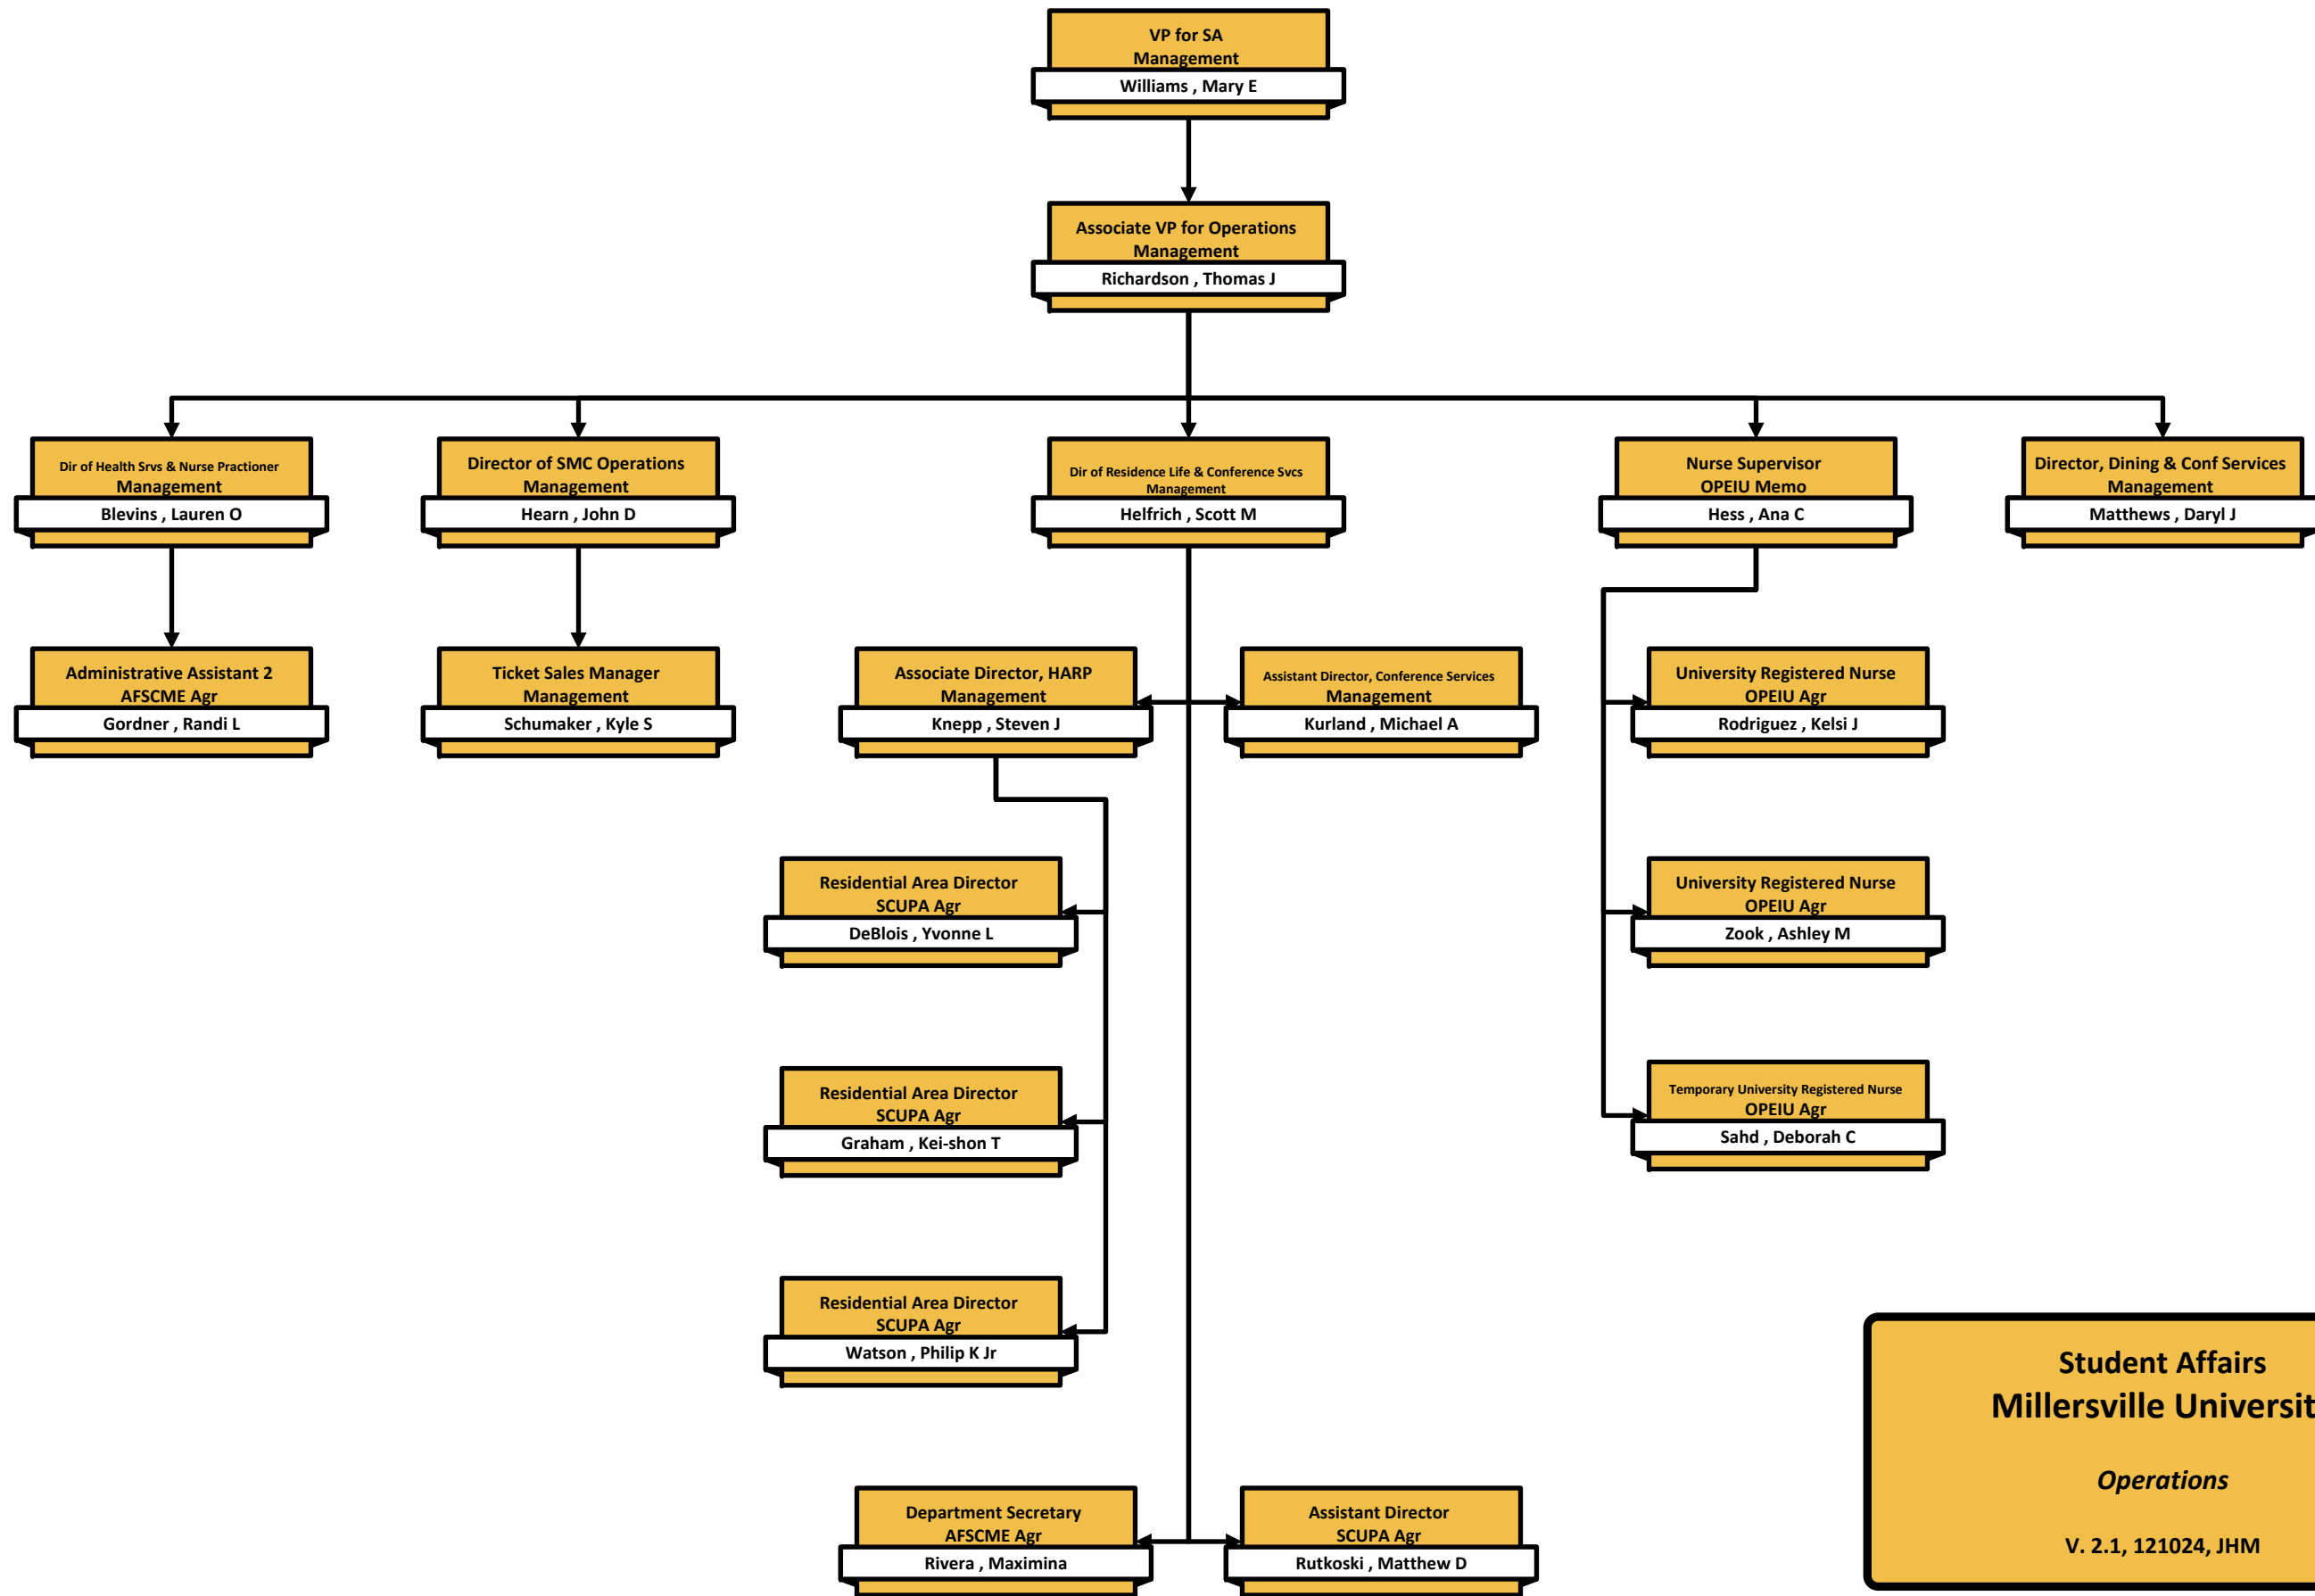 VP for SA
Management
Williams , Mary E
Associate VP for Operations
Management
Richardson , Thomas J
Dir of Health Srvs & Nurse Practioner
Management
Blevins , Lauren O
Director of SMC Operations
Management
Hearn , John D
Dir of Residence Life & Conference Svcs
Management
Helfrich , Scott M
Nurse Supervisor
OPEIU Memo
Hess , Ana C
Director, Dining & Conf Services
Management
Matthews , Daryl J
Administrative Assistant 2
AFSCME Agr
Gordner , Randi L
Ticket Sales Manager
Management
Schumaker , Kyle S
Associate Director, HARP
Management
Knepp , Steven J
Assistant Director, Conference Services
Management
Kurland , Michael A
University Registered Nurse
OPEIU Agr
Rodriguez , Kelsi J
Residential Area Director
SCUPA Agr
DeBlois , Yvonne L
University Registered Nurse
OPEIU Agr
Zook , Ashley M
Residential Area Director
SCUPA Agr
Graham , Kei-shon T
Temporary University Registered Nurse
OPEIU Agr
Sahd , Deborah C
Residential Area Director
SCUPA Agr
Watson , Philip K Jr
Department Secretary
AFSCME Agr
Rivera , Maximina
Assistant Director
SCUPA Agr
Rutkoski , Matthew D
Student Affairs
Millersville Universit
Operations
V. 2.1, 121024, JHM